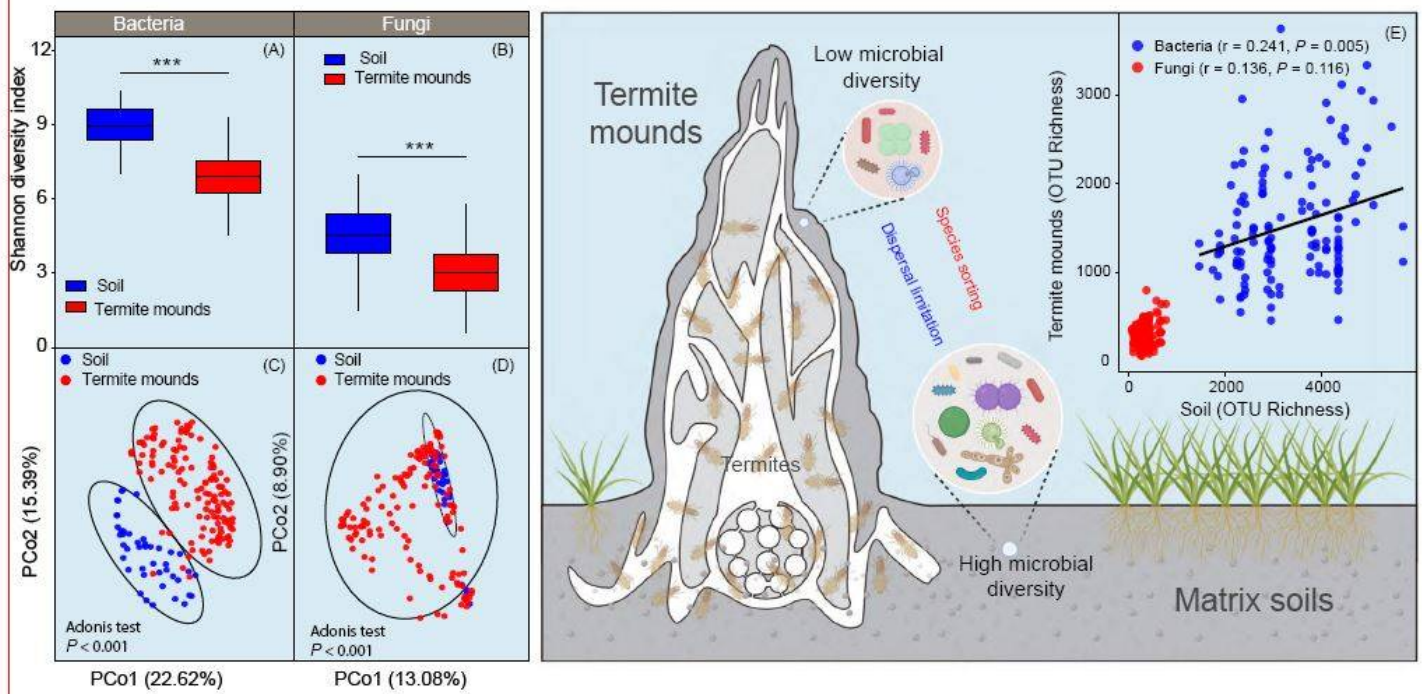 Bacteria
Fungi
Shannon diversity index
12
9
6
3
0
(A)
***
Soil
Termite mounds
(B)
Soil
Termite mounds
***
(C)
Soil
Termite mounds
Adonis test
P < 0.001
PCo2 (15.39%)
PCo1 (22.62%)
(D)
Soil
Termite mounds
Adonis test
P < 0.001
PCo2 (8.90%)
PCo1 (13.08%)
Termite
mounds
Low microbial
diversity
Species sorting
Dispersal limitation
Termites
High microbial
diversity
Matrix soils
(E)
Bacteria (r = 0.241, P = 0.005)
Fungi (r = 0.136, P = 0.116)
Termite mounds (OTU Richness)
3000
2000
1000
0
0
2000
4000
Soil (OTU Richness)